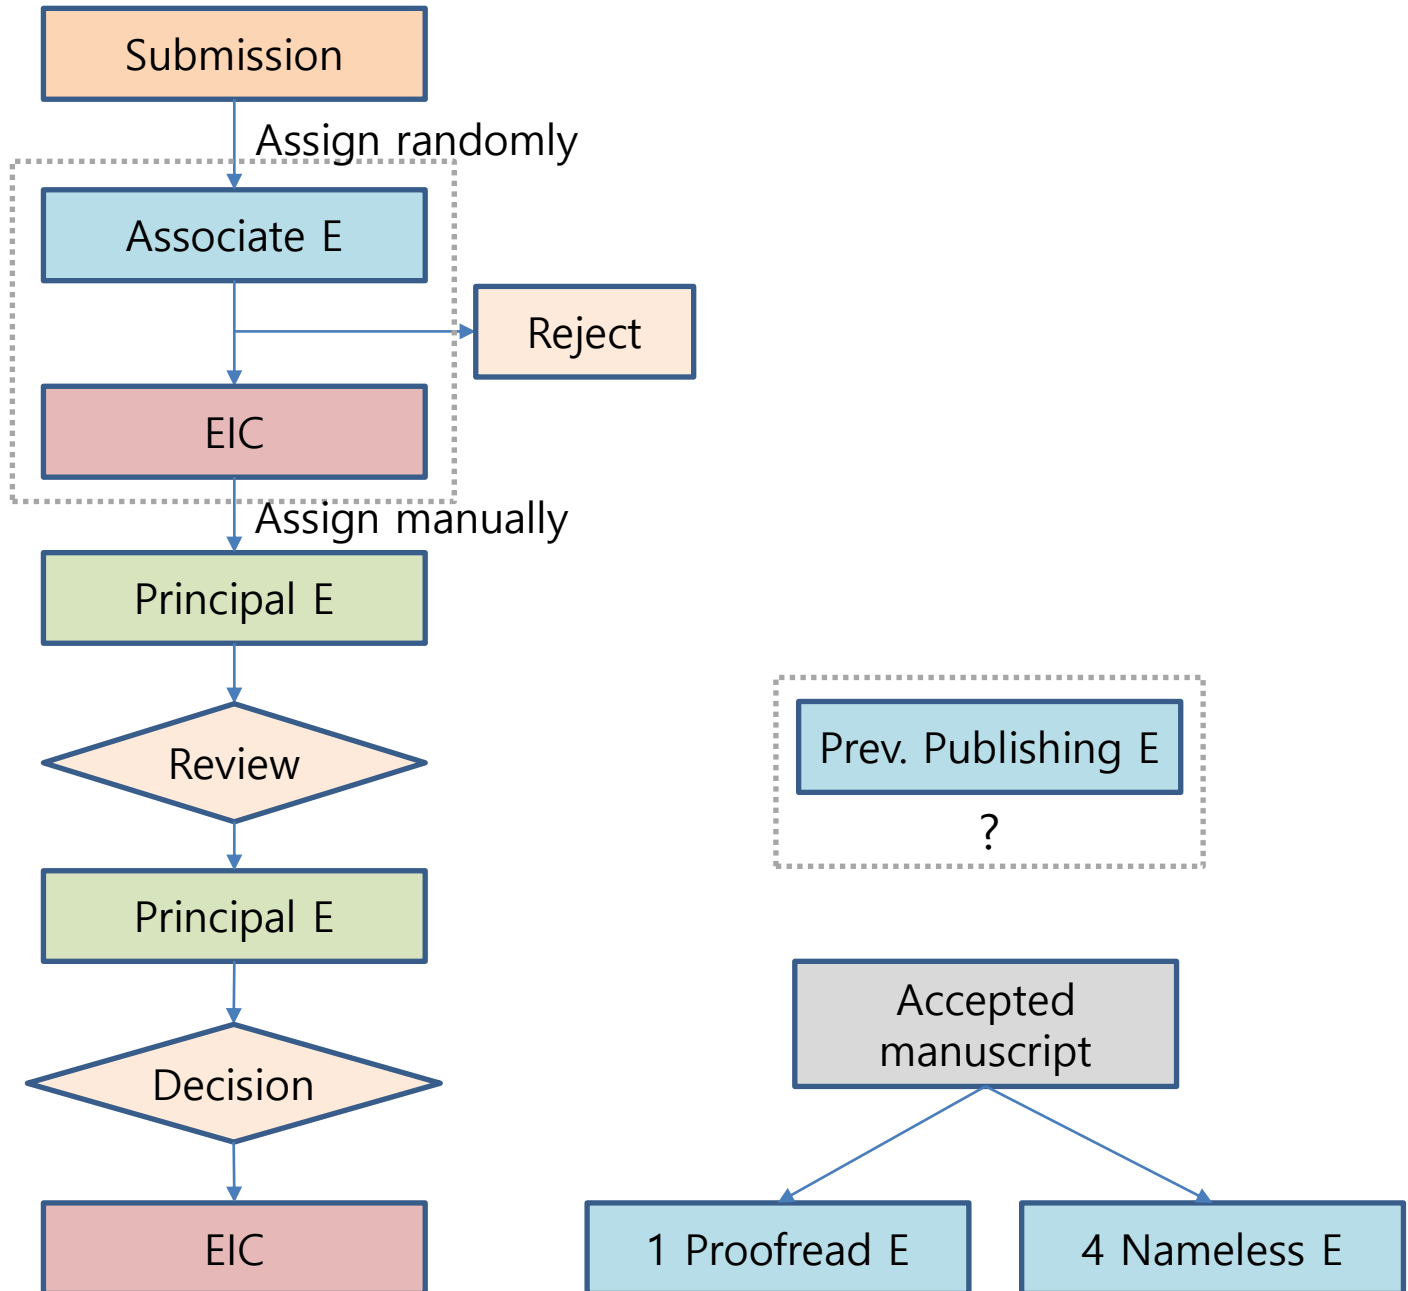 Submission
Assign randomly
Associate E
Reject
EIC
Assign manually
Principal E
Review
Principal E
Decision
EIC
Prev. Publishing E
?
Accepted
manuscript
1 Proofread E
4 Nameless E